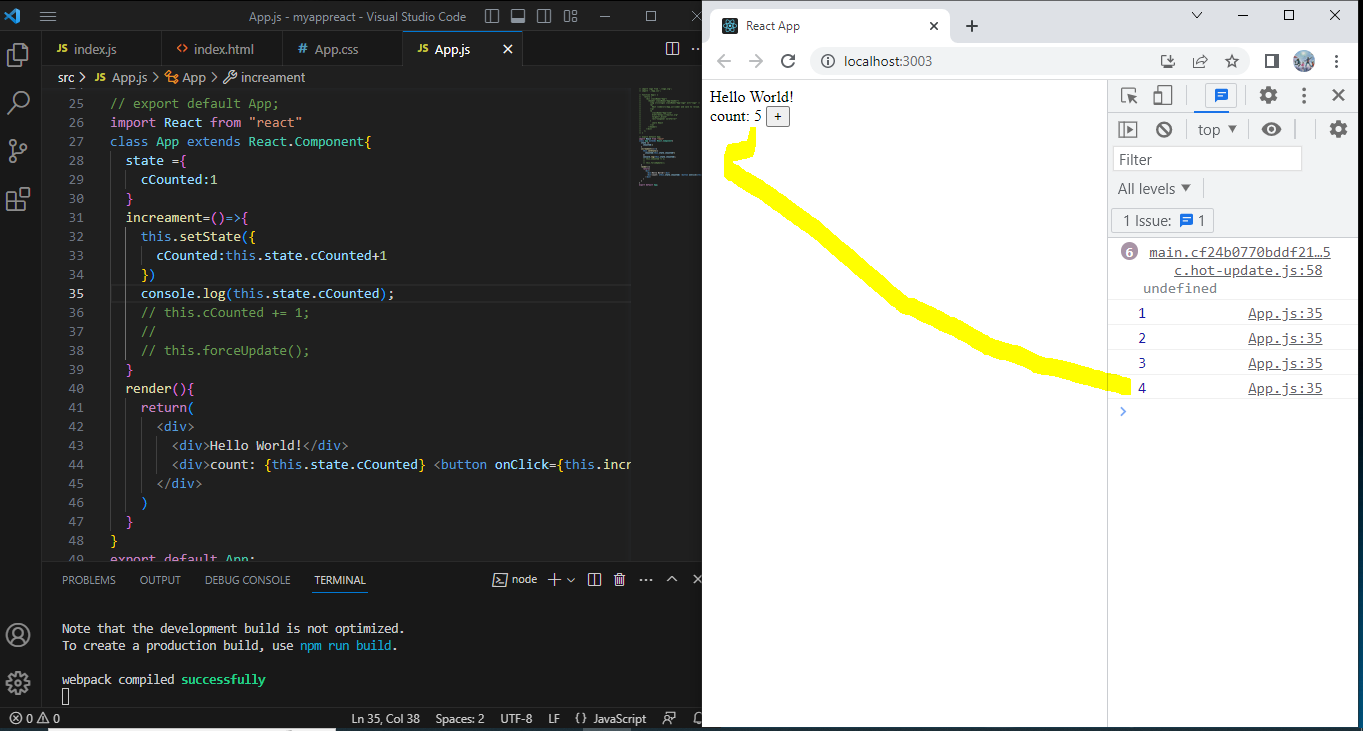 App.js - myappreact - Visual Studio Code
JS index.js
<> index.html
# App.css
JS App.js
src > JS App.js > App > increament
25 // export default App;
26 import React from "react"
27 class App extends React.Component{
28 state ={
29 cCounted:1
30 }
31 increament=()=>{
32 this.setState({
33 cCounted:this.state.cCounted+1
34 })
35 console.log(this.state.cCounted);
36 // this.cCounted += 1;
37 //
38 // this.forceUpdate();
39 }
40 render(){
41 return(
42 <div>
43 <div>Hello World!</div>
44 <div>count: {this.state.cCounted} <button onClick={this.incr
45 </div>
46 )
47 }
48 }
49 export default App;
PROBLEMS OUTPUT DEBUG CONSOLE TERMINAL
node
Note that the development build is not optimized.
To create a production build, use npm run build.
webpack compiled successfully
0 0
Ln 35, Col 38 Spaces: 2 UTF-8 LF {} JavaScript
React App
localhost:3003
Hello World!
count: 5 +
top
Filter
All levels
1 Issue: 1
6 main.cf24b0770bddf21…5
c.hot-update.js:58
undefined
1 App.js:35
2 App.js:35
3 App.js:35
4 App.js:35